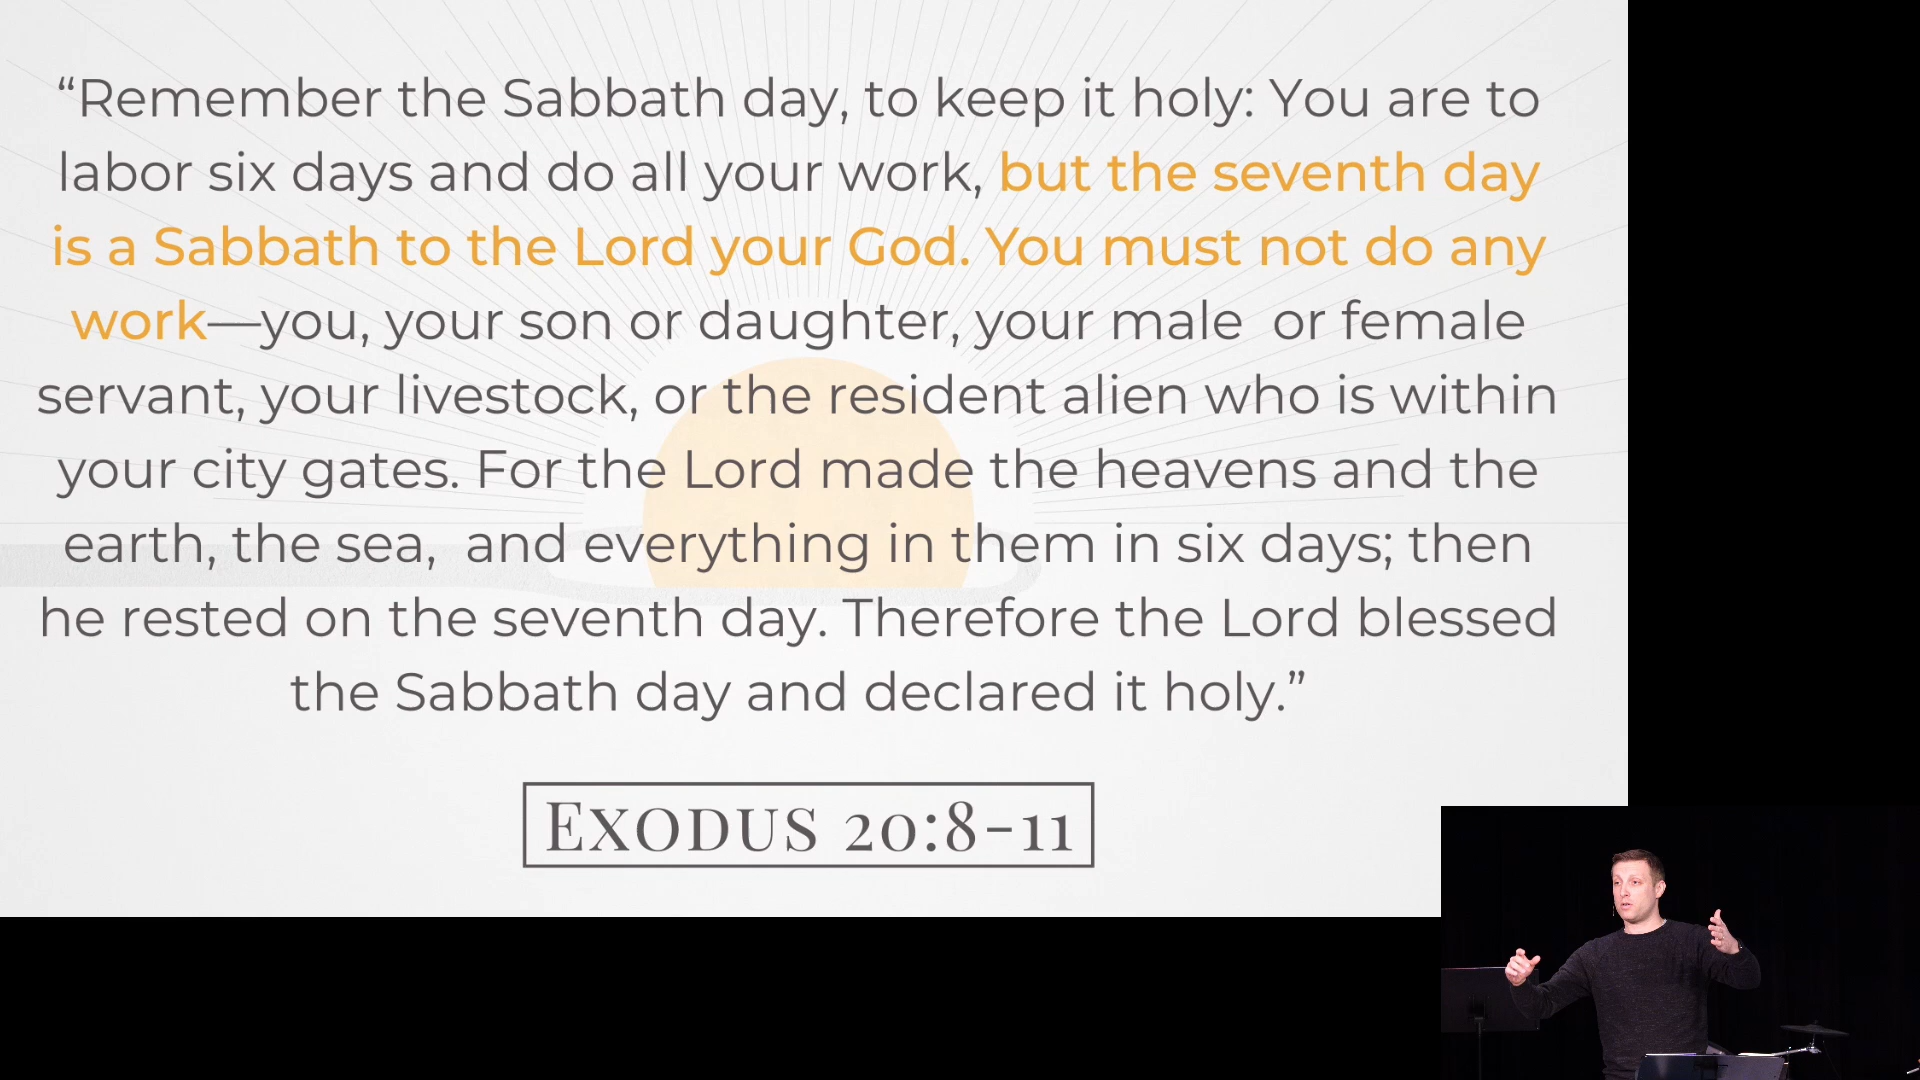 “Remember the Sabbath day, to keep it holy: You are to
labor six days and do all your work, but the seventh day
is a Sabbath to the Lord your God. You must not do any
work—you, your son or daughter, your male  or female
servant, your livestock, or the resident alien who is within
your city gates. For the Lord made the heavens and the
earth, the sea,  and everything in them in six days; then
he rested on the seventh day. Therefore the Lord blessed
the Sabbath day and declared it holy.”
EXODUS 20:8-11